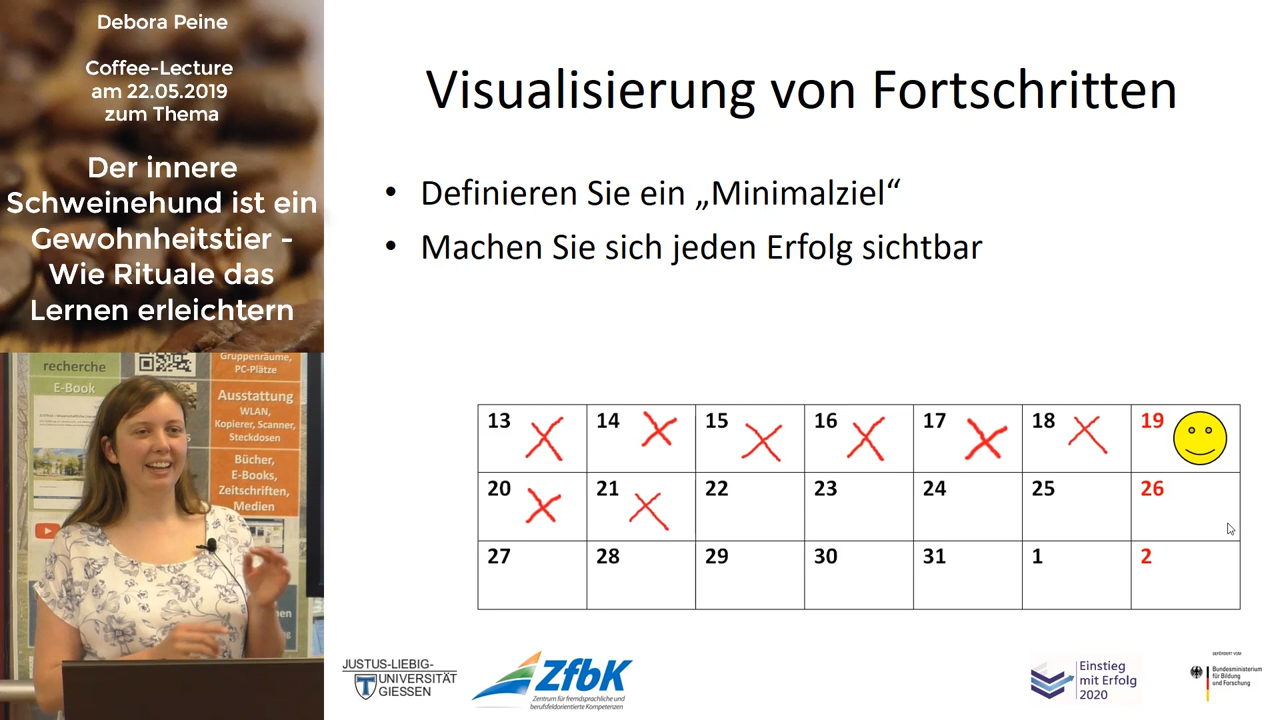 Debora Peine
Coffee-Lecture
am 22.05.2019
zum Thema
Der innere
Schweinehund ist ein
Gewohnheitstier -
Wie Rituale das
Lernen erleichtern
recherche
E-Book
Gruppenräume,
PC-Plätze
Ausstattung
WLAN,
Kopierer, Scanner,
Steckdosen
Bücher,
E-Books,
Zeitschriften,
Medien
Visualisierung von Fortschritten
• Definieren Sie ein „Minimalziel“
• Machen Sie sich jeden Erfolg sichtbar
13 14 15 16 17 18 19
20 21 22 23 24 25 26
27 28 29 30 31 1 2
JUSTUS-LIEBIG-
UNIVERSITÄT
GIESSEN
ZfbK
Zentrum für fremdsprachliche und
berufsfeldorientierte Kompetenzen
Einstieg
mit Erfolg
2020
GEFÖRDERT VOM
Bundesministerium
für Bildung
und Forschung